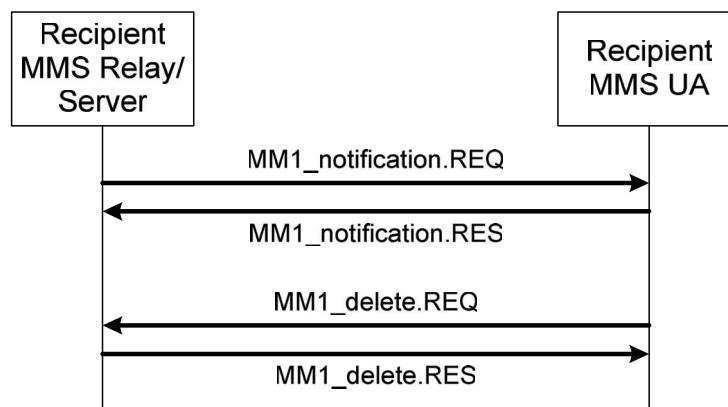 Recipient
MMS Relay/
Server
Recipient
MMS UA
MM1_notification.REQ
MM1_notification.RES
MM1_delete.REQ
MM1_delete.RES